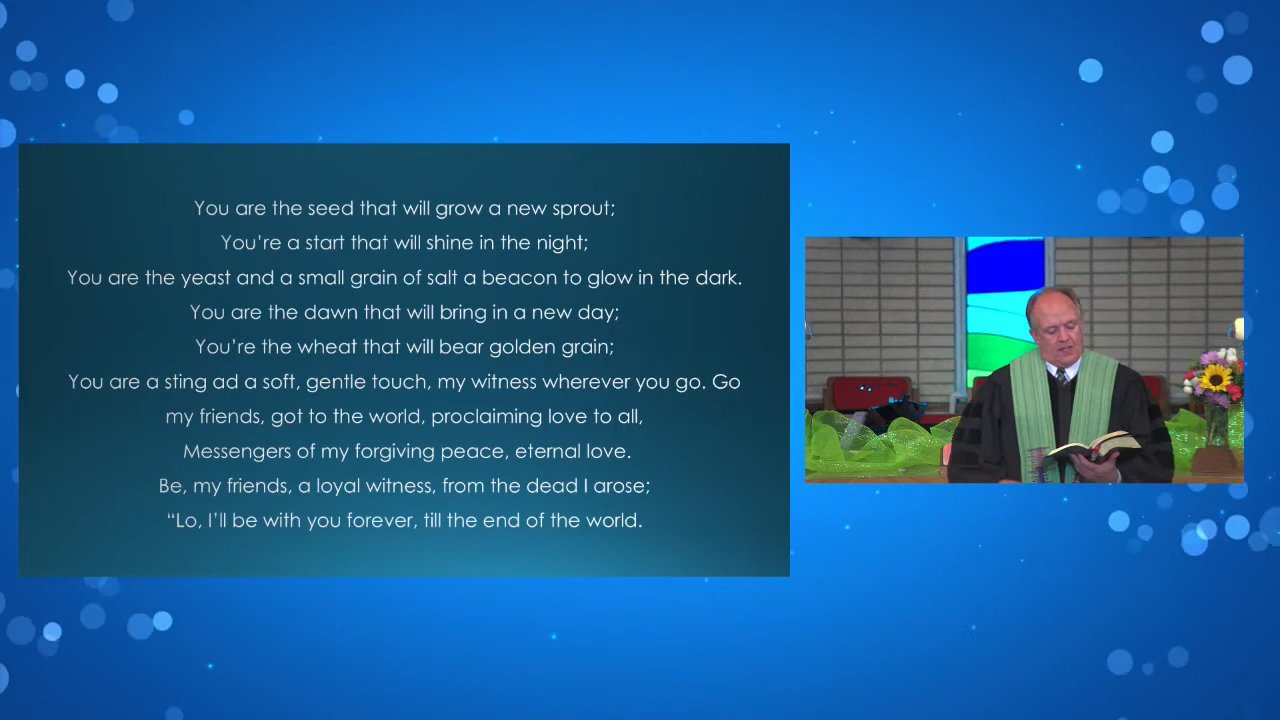 You are the seed that will grow a new sprout;
You're a start that will shine in the night;
You are the yeast and a small grain of salt a beacon to glow in the dark.
You are the dawn that will bring in a new day;
You're the wheat that will bear golden grain;
You are a sting ad a soft, gentle touch, my witness wherever you go. Go
my friends, got to the world, proclaiming love to all,
Messengers of my forgiving peace, eternal love.
Be, my friends, a loyal witness, from the dead I arose;
“Lo, I'll be with you forever, till the end of the world.